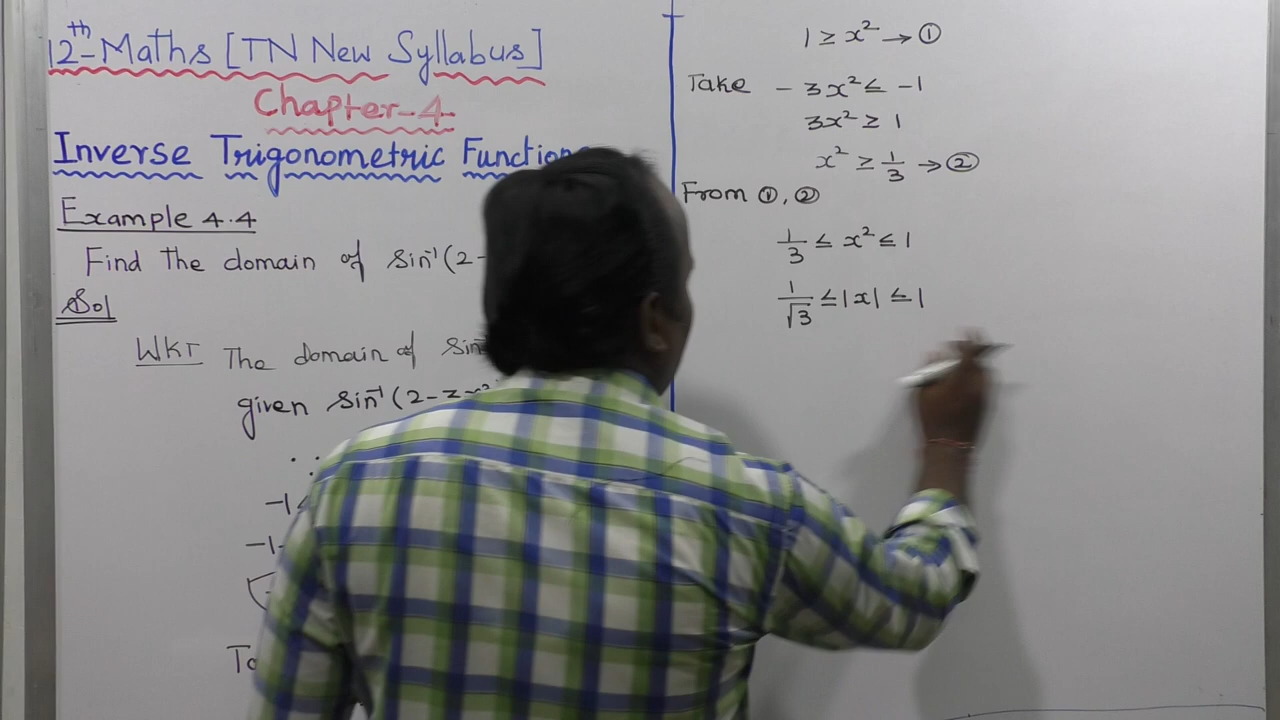 12th Maths [TN New Syllabus]
Chapter-4
Inverse Trigonometric
Example 4.4
Find the domain of sin⁻¹(2-
Sol
WKT The domain of sin
given sin⁻¹(2-3x²
-1
-1-
To
1 ≥ x² → ①
Take -3x² ≤ -1
3x² ≥ 1
x² ≥ 1/3 → ②
From ①, ②
1/3 ≤ x² ≤ 1
1/√3 ≤ |x| ≤ 1